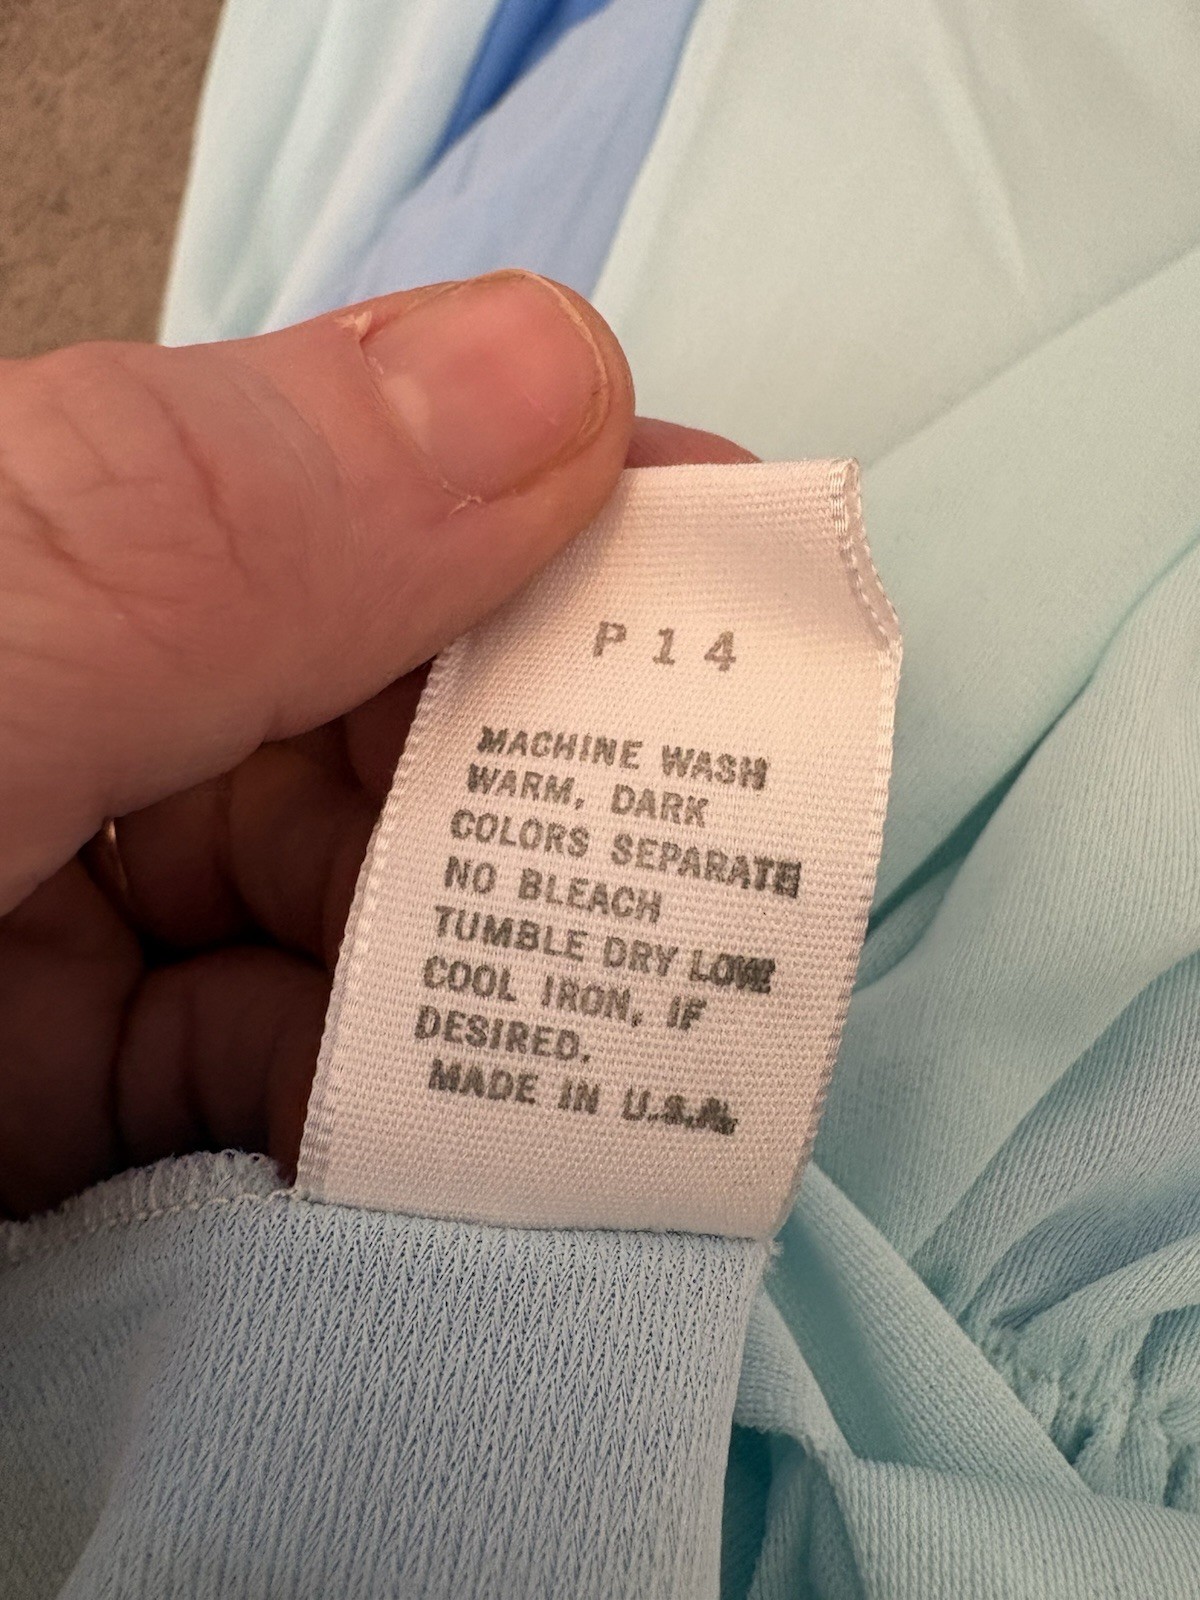 P14
MACHINE WASH
WARM, DARK
COLORS SEPARATE
NO BLEACH
TUMBLE DRY LOW
COOL IRON, IF
DESIRED.
MADE IN U.S.A.